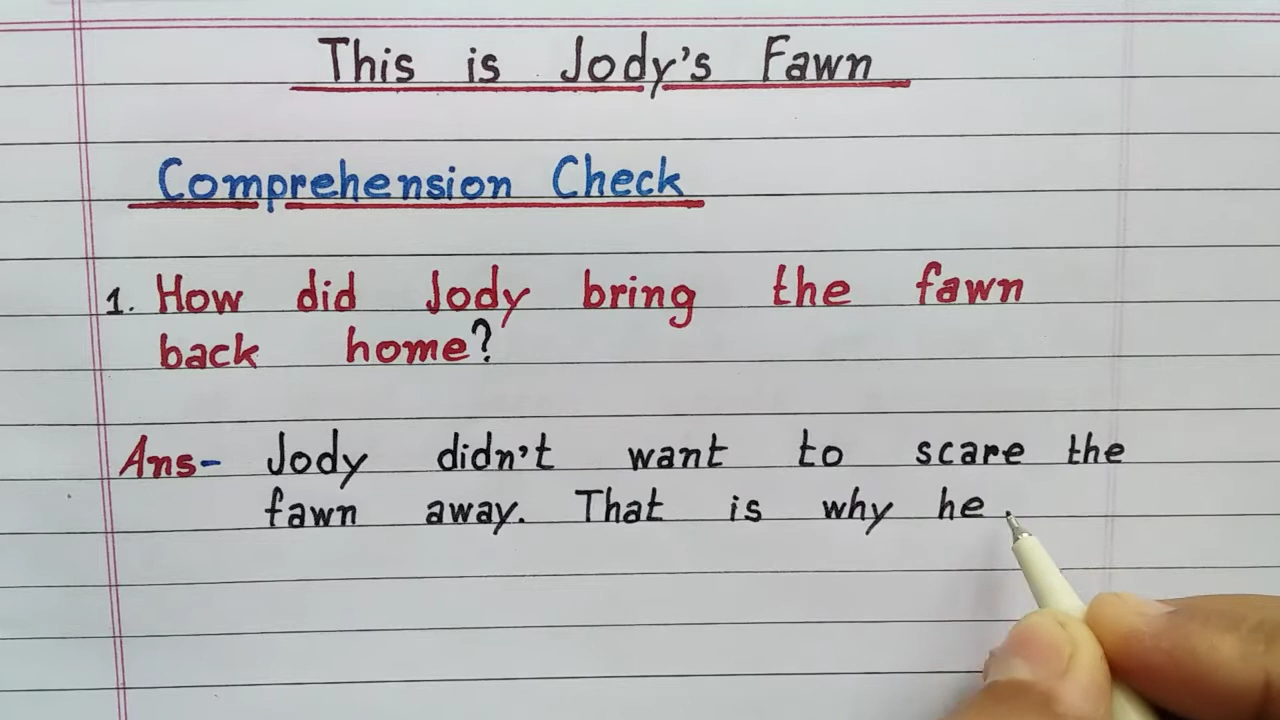 This is Jody's Fawn
Comprehension Check
1. How did Jody bring the fawn
back home?
Ans- Jody didn't want to scare the
fawn away. That is why he